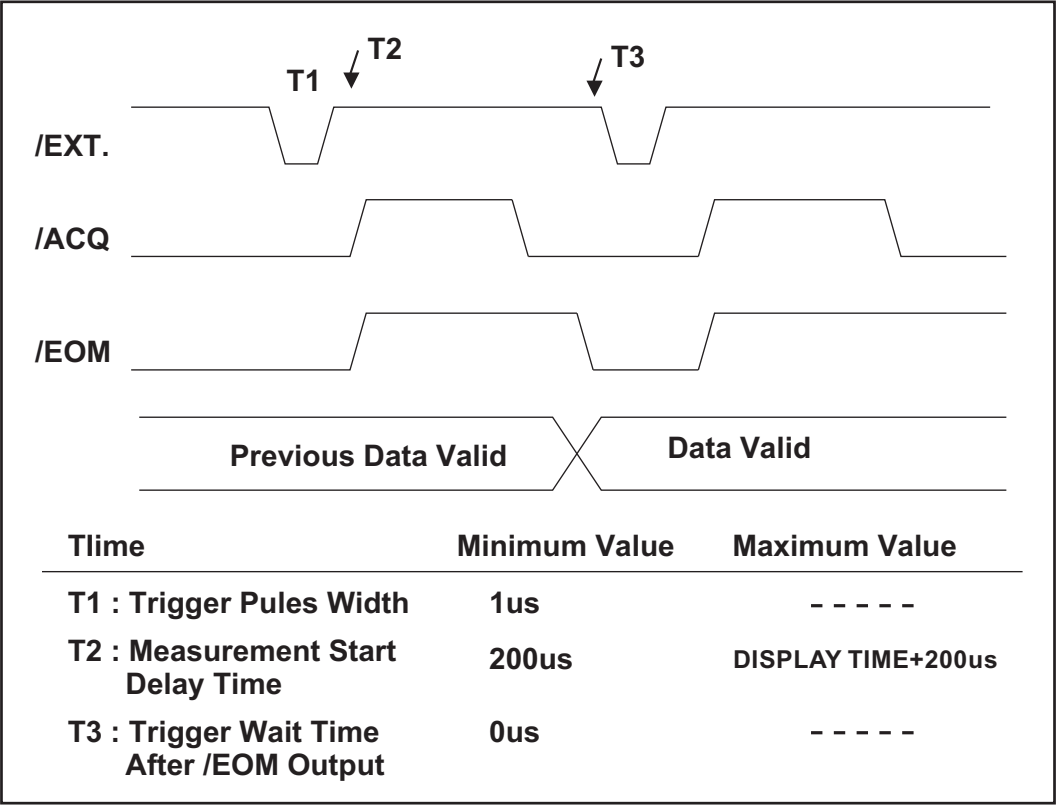 T1
T2
T3
/EXT.
/ACQ
/EOM
Previous Data Valid
Data Valid
Tlime Minimum Value Maximum Value
T1 : Trigger Pules Width 1us - - - - -
T2 : Measurement Start
Delay Time 200us DISPLAY TIME+200us
T3 : Trigger Wait Time 0us - - - - -
After /EOM Output